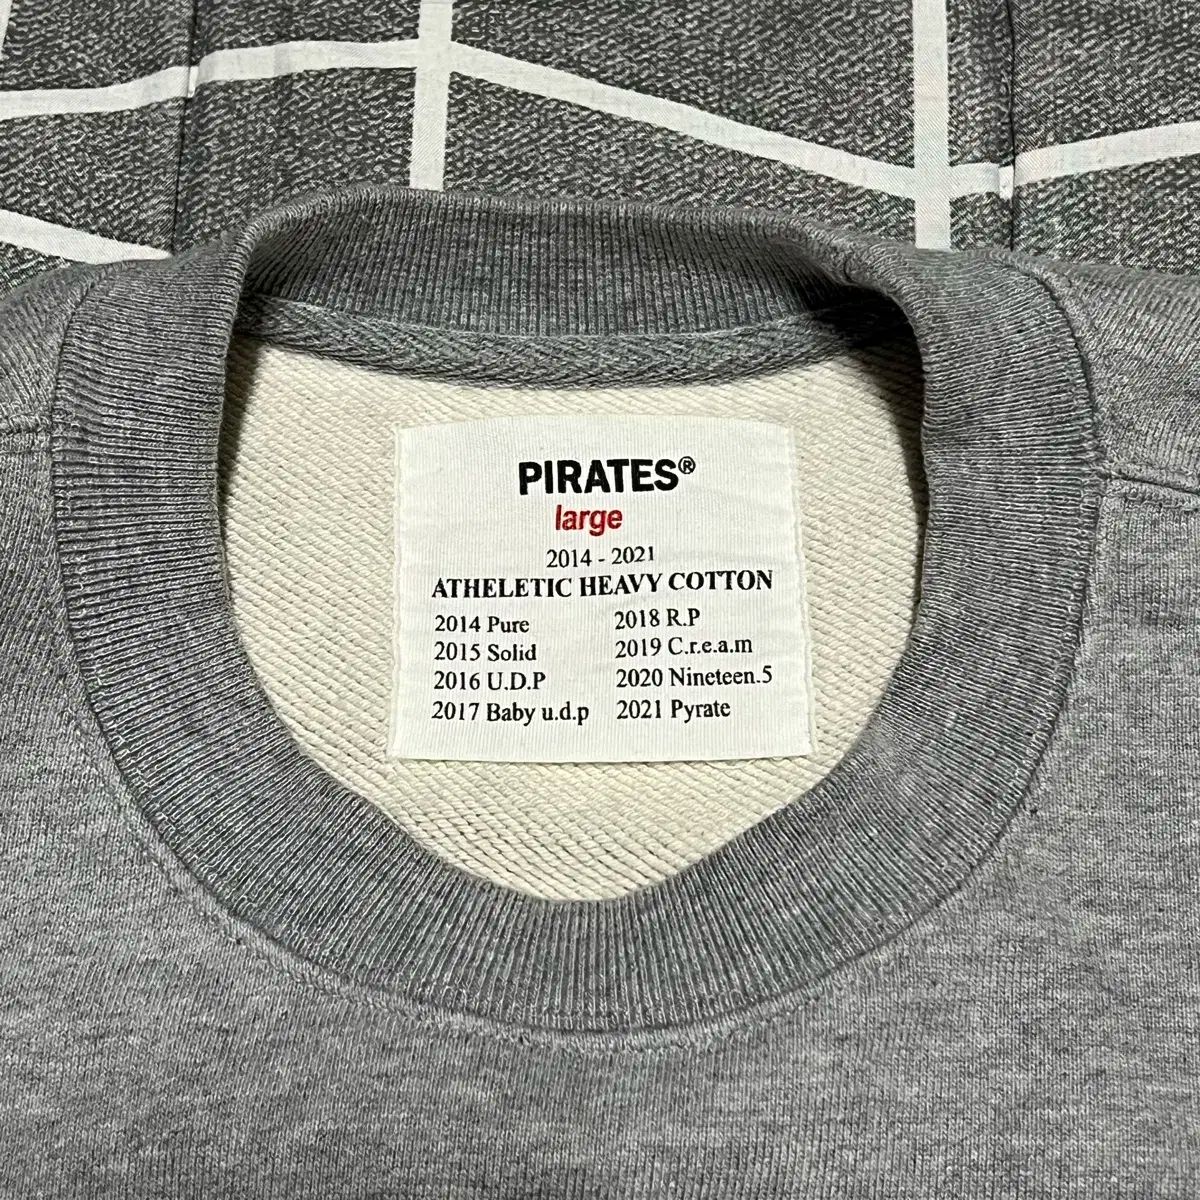 PIRATES®
large
2014 - 2021
ATHELETIC HEAVY COTTON
2014 Pure
2015 Solid
2016 U.D.P
2017 Baby u.d.p
2018 R.P
2019 C.r.e.a.m
2020 Nineteen.5
2021 Pyrate